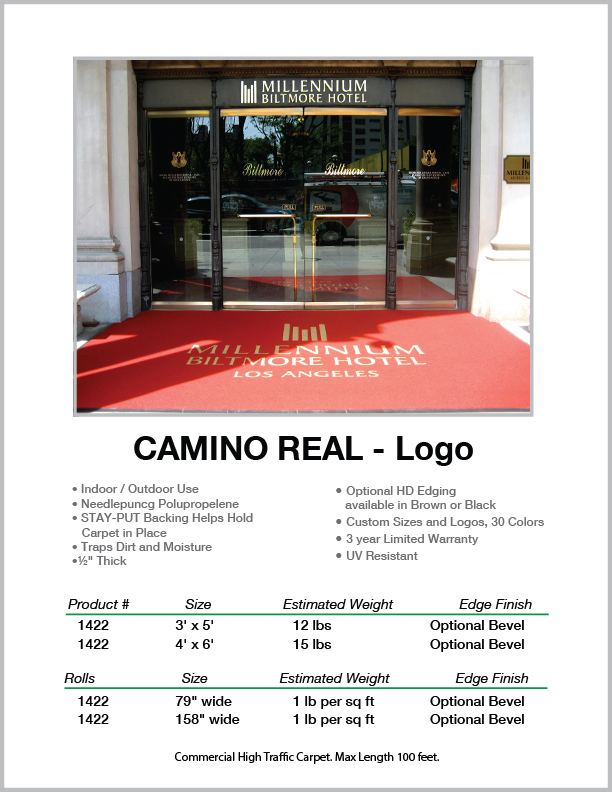 MILLENNIUM
BILTMORE HOTEL
Biltmore Biltmore
PULL PULL
MILLENNIUM
BILTMORE HOTEL
LOS ANGELES
CAMINO REAL - Logo
• Indoor / Outdoor Use
• Needlepuncg Polupropelene
• STAY-PUT Backing Helps Hold
Carpet in Place
• Traps Dirt and Moisture
•½" Thick
• Optional HD Edging
available in Brown or Black
• Custom Sizes and Logos, 30 Colors
• 3 year Limited Warranty
• UV Resistant
Product # Size Estimated Weight Edge Finish
1422 3' x 5' 12 lbs Optional Bevel
1422 4' x 6' 15 lbs Optional Bevel
Rolls Size Estimated Weight Edge Finish
1422 79" wide 1 lb per sq ft Optional Bevel
1422 158" wide 1 lb per sq ft Optional Bevel
Commercial High Traffic Carpet. Max Length 100 feet.